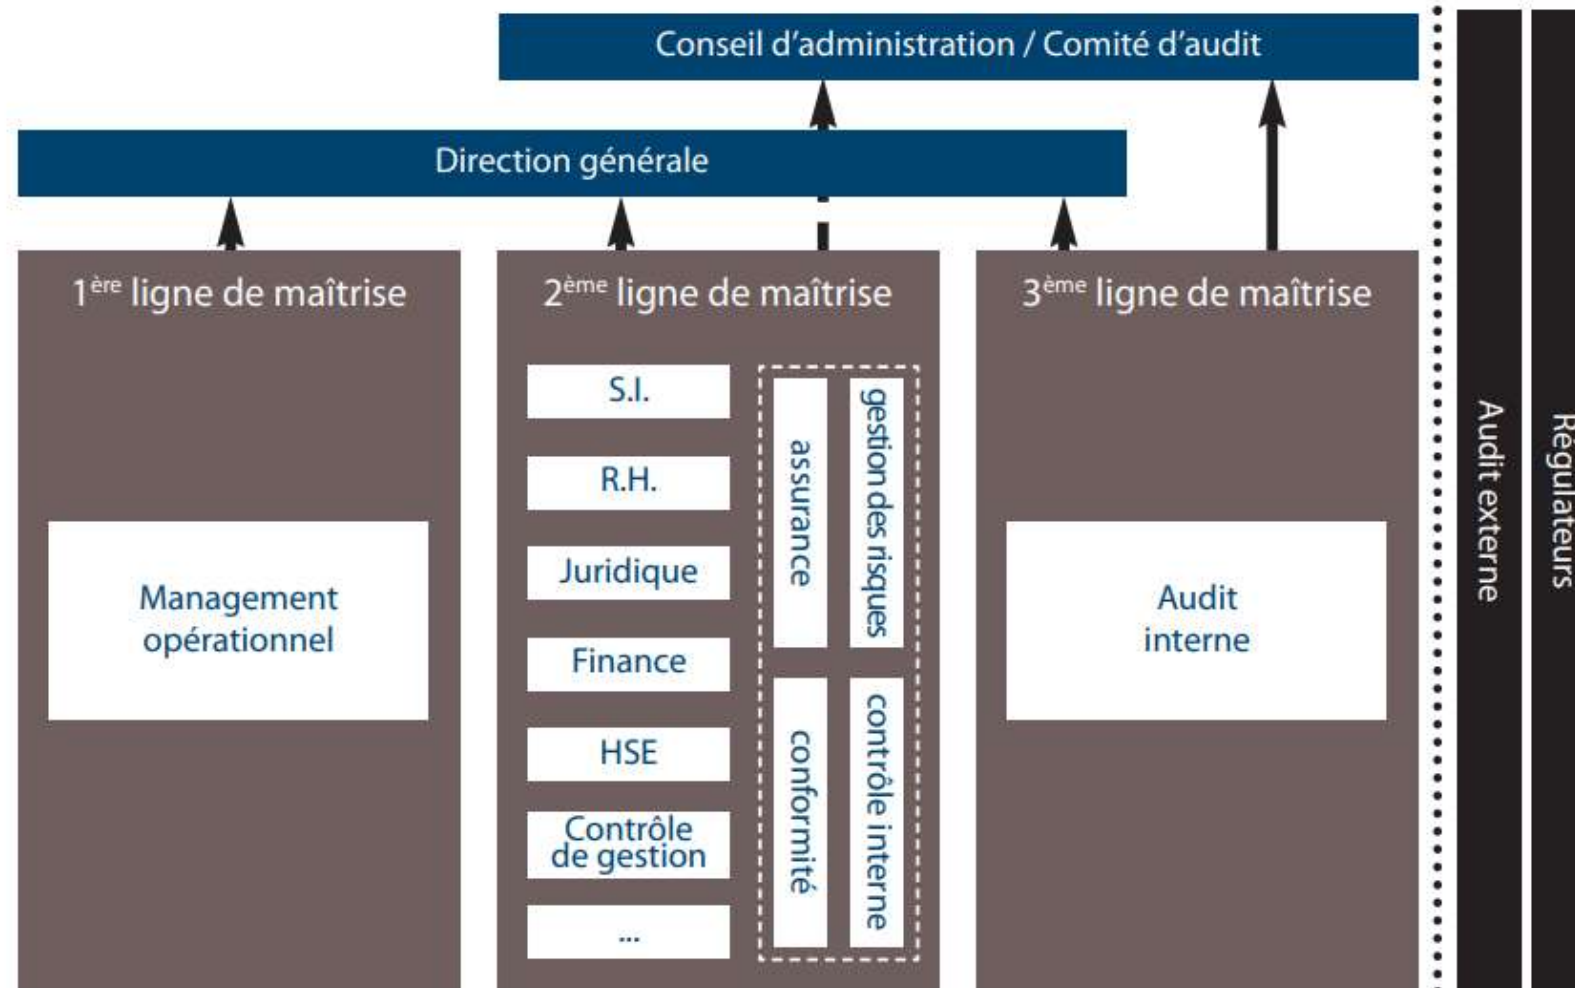 Conseil d’administration / Comité d’audit
Direction générale
1ère ligne de maîtrise
Management
opérationnel
2ème ligne de maîtrise
S.I.
R.H.
Juridique
Finance
HSE
Contrôle
de gestion
...
assurance
gestion des risques
conformité
contrôle interne
3ème ligne de maîtrise
Audit
interne
Audit externe
Régulateurs